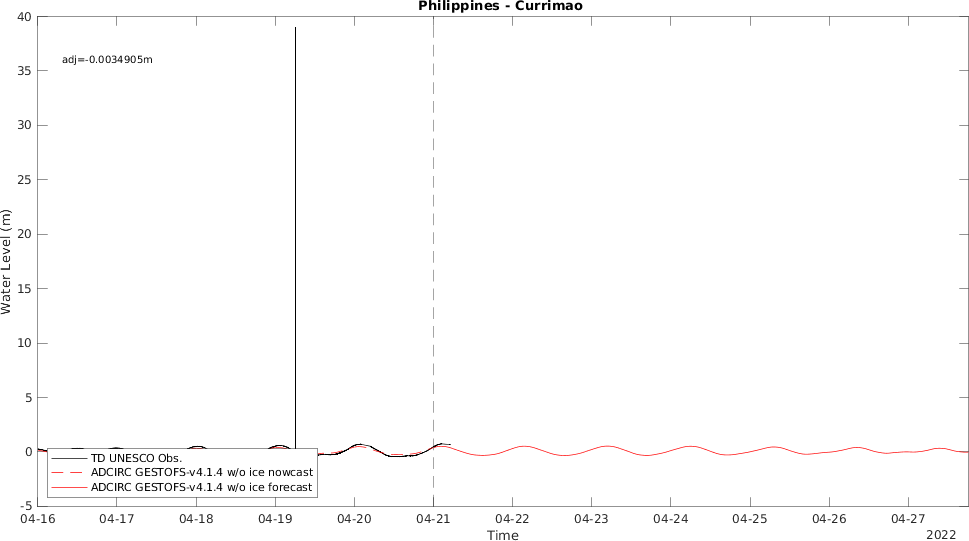 Philippines - Currimao
adj=-0.0034905m
Water Level (m)
40
35
30
25
20
15
10
5
0
-5
TD UNESCO Obs.
ADCIRC GESTOFS-v4.1.4 w/o ice nowcast
ADCIRC GESTOFS-v4.1.4 w/o ice forecast
04-16 04-17 04-18 04-19 04-20 04-21 04-22 04-23 04-24 04-25 04-26 04-27
Time
2022